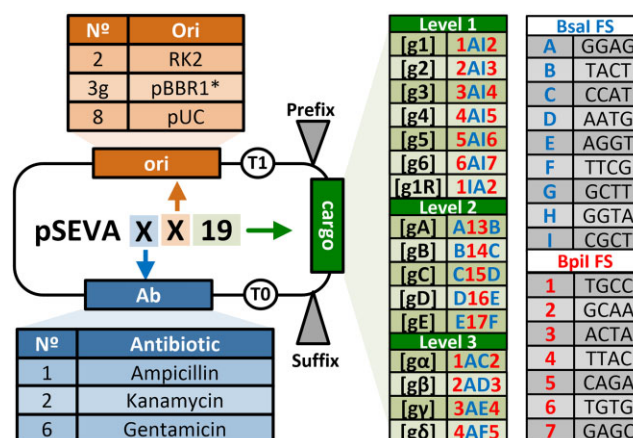 Nº Ori
2 RK2
3g pBBR1*
8 pUC
Prefix
ori
T1
cargo
pSEVA X X 19
Ab
T0
Suffix
Nº Antibiotic
1 Ampicillin
2 Kanamycin
6 Gentamicin
Level 1
[g1] 1AI2
[g2] 2AI3
[g3] 3AI4
[g4] 4AI5
[g5] 5AI6
[g6] 6AI7
[g1R] 1IA2
Level 2
[gA] A13B
[gB] B14C
[gC] C15D
[gD] D16E
[gE] E17F
Level 3
[gα] 1AC2
[gβ] 2AD3
[gγ] 3AE4
[gδ] 4AF5
BsaI FS
A GGAG
B TACT
C CCAT
D AATG
E AGGT
F TTCG
G GCTT
H GGTA
I CGCT
BpiI FS
1 TGCC
2 GCAA
3 ACTA
4 TTAC
5 CAGA
6 TGTG
7 GAGC